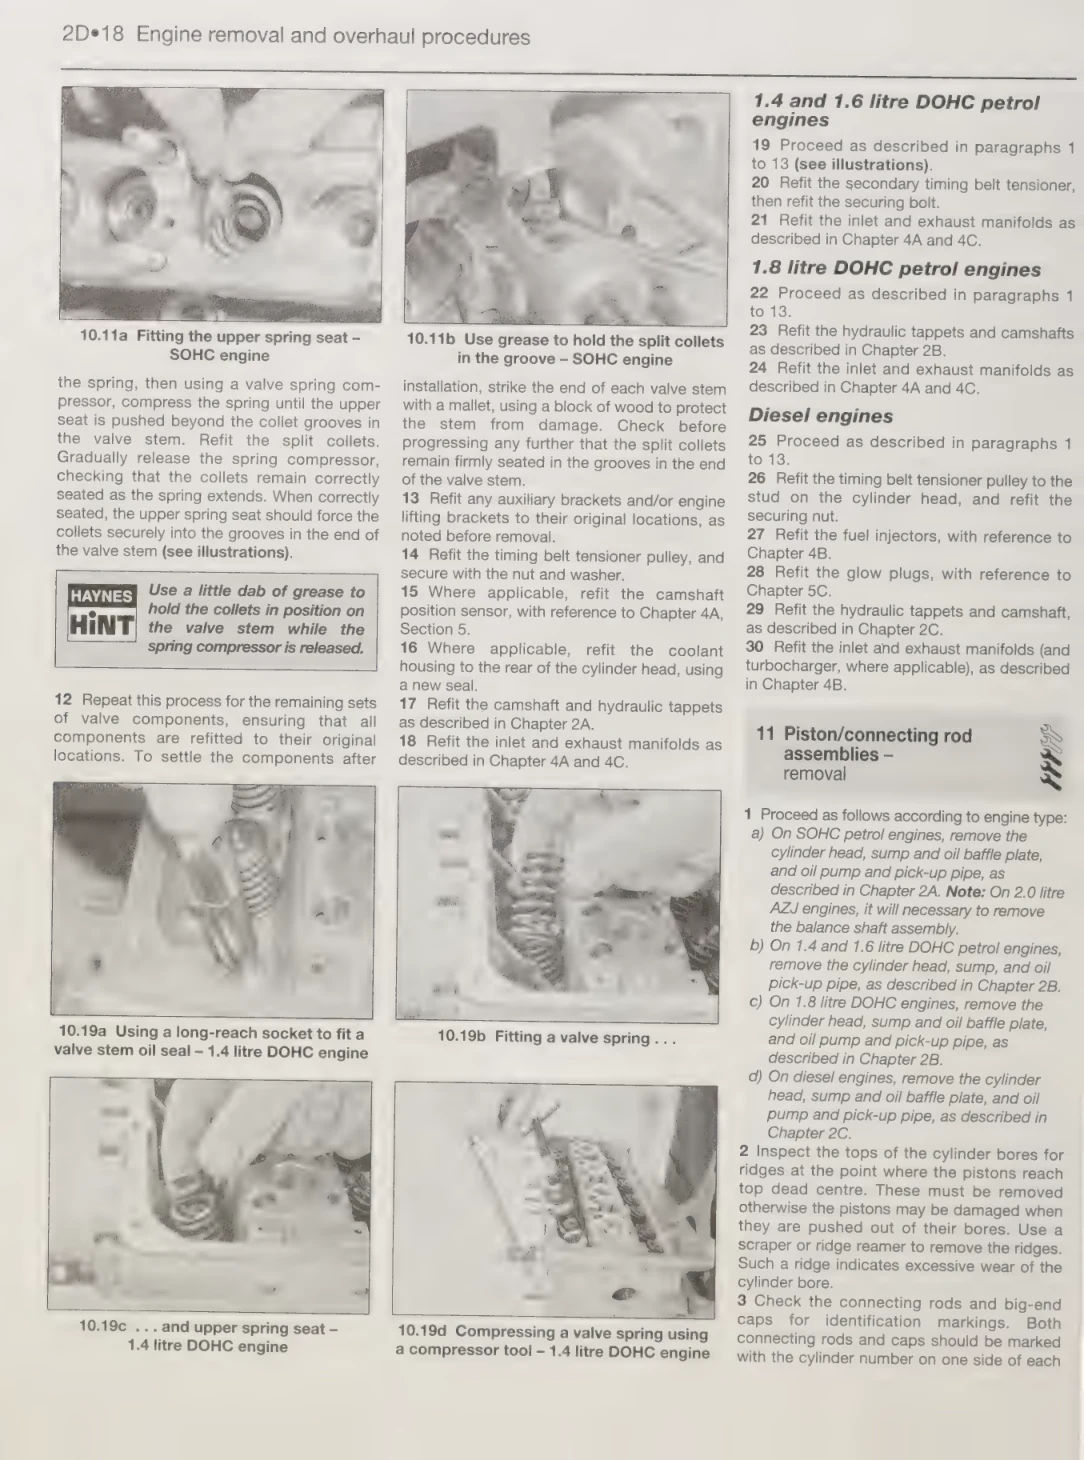 2D•18 Engine removal and overhaul procedures
10.11a Fitting the upper spring seat –
SOHC engine
10.11b Use grease to hold the split collets
in the groove – SOHC engine
the spring, then using a valve spring com-
pressor, compress the spring until the upper
seat is pushed beyond the collet grooves in
the valve stem. Refit the split collets.
Gradually release the spring compressor,
checking that the collets remain correctly
seated as the spring extends. When correctly
seated, the upper spring seat should force the
collets securely into the grooves in the end of
the valve stem (see illustrations).
HAYNES
HiNT
Use a little dab of grease to
hold the collets in position on
the valve stem while the
spring compressor is released.
12 Repeat this process for the remaining sets
of valve components, ensuring that all
components are refitted to their original
locations. To settle the components after
installation, strike the end of each valve stem
with a mallet, using a block of wood to protect
the stem from damage. Check before
progressing any further that the split collets
remain firmly seated in the grooves in the end
of the valve stem.
13 Refit any auxiliary brackets and/or engine
lifting brackets to their original locations, as
noted before removal.
14 Refit the timing belt tensioner pulley, and
secure with the nut and washer.
15 Where applicable, refit the camshaft
position sensor, with reference to Chapter 4A,
Section 5.
16 Where applicable, refit the coolant
housing to the rear of the cylinder head, using
a new seal.
17 Refit the camshaft and hydraulic tappets
as described in Chapter 2A.
18 Refit the inlet and exhaust manifolds as
described in Chapter 4A and 4C.
10.19a Using a long-reach socket to fit a
valve stem oil seal – 1.4 litre DOHC engine
10.19b Fitting a valve spring . . .
10.19c . . . and upper spring seat –
1.4 litre DOHC engine
10.19d Compressing a valve spring using
a compressor tool – 1.4 litre DOHC engine
1.4 and 1.6 litre DOHC petrol
engines
19 Proceed as described in paragraphs 1
to 13 (see illustrations).
20 Refit the secondary timing belt tensioner,
then refit the securing bolt.
21 Refit the inlet and exhaust manifolds as
described in Chapter 4A and 4C.
1.8 litre DOHC petrol engines
22 Proceed as described in paragraphs 1
to 13.
23 Refit the hydraulic tappets and camshafts
as described in Chapter 2B.
24 Refit the inlet and exhaust manifolds as
described in Chapter 4A and 4C.
Diesel engines
25 Proceed as described in paragraphs 1
to 13.
26 Refit the timing belt tensioner pulley to the
stud on the cylinder head, and refit the
securing nut.
27 Refit the fuel injectors, with reference to
Chapter 4B.
28 Refit the glow plugs, with reference to
Chapter 5C.
29 Refit the hydraulic tappets and camshaft,
as described in Chapter 2C.
30 Refit the inlet and exhaust manifolds (and
turbocharger, where applicable), as described
in Chapter 4B.
11 Piston/connecting rod
assemblies –
removal
1 Proceed as follows according to engine type:
a) On SOHC petrol engines, remove the
cylinder head, sump and oil baffle plate,
and oil pump and pick-up pipe, as
described in Chapter 2A. Note: On 2.0 litre
AZJ engines, it will necessary to remove
the balance shaft assembly.
b) On 1.4 and 1.6 litre DOHC petrol engines,
remove the cylinder head, sump, and oil
pick-up pipe, as described in Chapter 2B.
c) On 1.8 litre DOHC engines, remove the
cylinder head, sump and oil baffle plate,
and oil pump and pick-up pipe, as
described in Chapter 2B.
d) On diesel engines, remove the cylinder
head, sump and oil baffle plate, and oil
pump and pick-up pipe, as described in
Chapter 2C.
2 Inspect the tops of the cylinder bores for
ridges at the point where the pistons reach
top dead centre. These must be removed
otherwise the pistons may be damaged when
they are pushed out of their bores. Use a
scraper or ridge reamer to remove the ridges.
Such a ridge indicates excessive wear of the
cylinder bore.
3 Check the connecting rods and big-end
caps for identification markings. Both
connecting rods and caps should be marked
with the cylinder number on one side of each